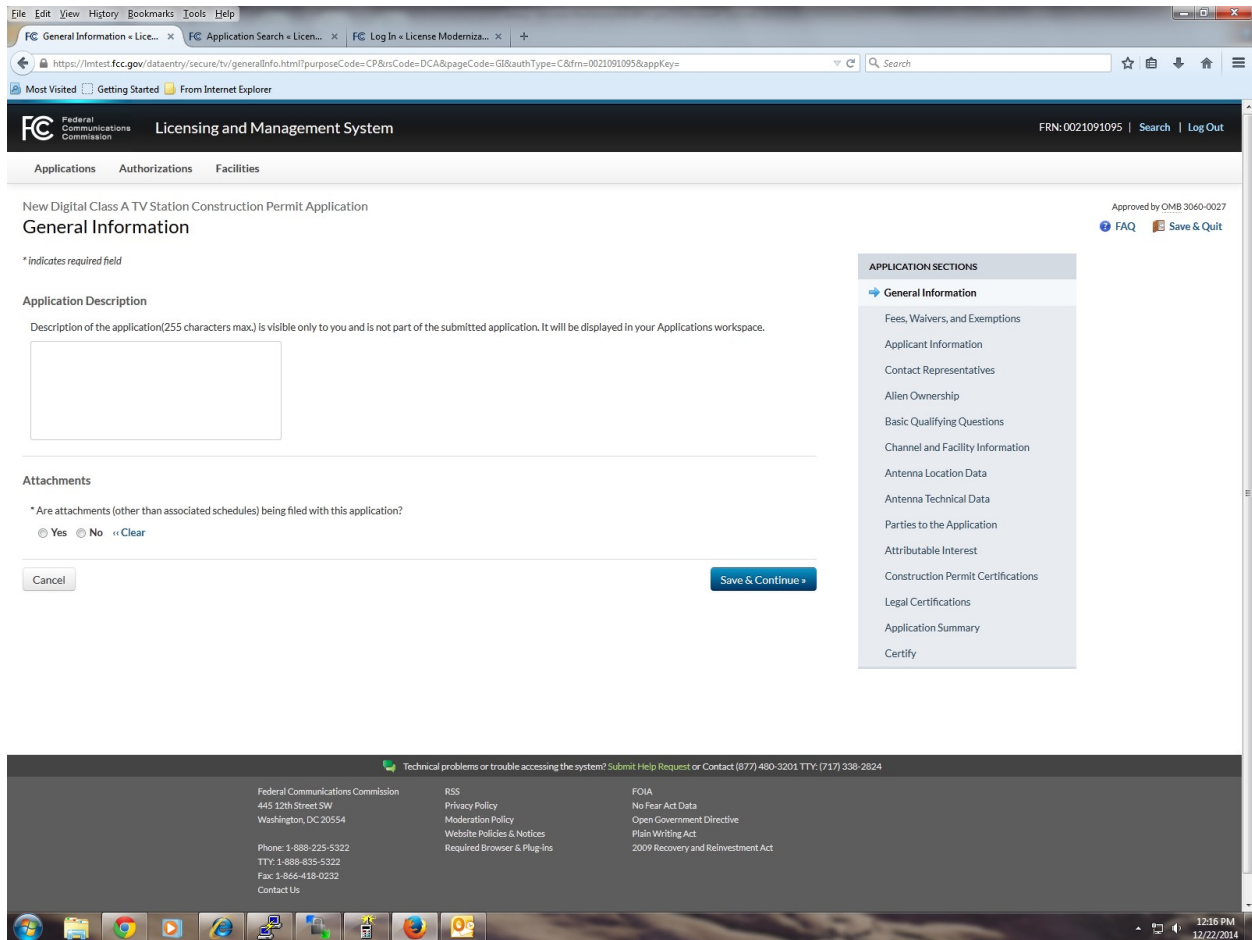 File Edit View History Bookmarks Tools Help
FC General Information « Lice... × FC Application Search « Licen... × FC Log In « License Moderniza... × +
https://lmtest.fcc.gov/dataentry/secure/tv/generalInfo.html?purposeCode=CP&rsCode=DCA&pageCode=GI&authType=C&frn=0021091095&appKey= Search
Most Visited Getting Started From Internet Explorer
FC Federal Communications Commission Licensing and Management System FRN: 0021091095 | Search | Log Out
Applications Authorizations Facilities
New Digital Class A TV Station Construction Permit Application
General Information
Approved by OMB 3060-0027
FAQ Save & Quit
* indicates required field
Application Description
Description of the application(255 characters max.) is visible only to you and is not part of the submitted application. It will be displayed in your Applications workspace.
Attachments
* Are attachments (other than associated schedules) being filed with this application?
Yes No ‹‹ Clear
Cancel Save & Continue »
APPLICATION SECTIONS
General Information
Fees, Waivers, and Exemptions
Applicant Information
Contact Representatives
Alien Ownership
Basic Qualifying Questions
Channel and Facility Information
Antenna Location Data
Antenna Technical Data
Parties to the Application
Attributable Interest
Construction Permit Certifications
Legal Certifications
Application Summary
Certify
Technical problems or trouble accessing the system? Submit Help Request or Contact (877) 480-3201 TTY: (717) 338-2824
Federal Communications Commission
445 12th Street SW
Washington, DC 20554
Phone: 1-888-225-5322
TTY: 1-888-835-5322
Fax: 1-866-418-0232
Contact Us
RSS
Privacy Policy
Moderation Policy
Website Policies & Notices
Required Browser & Plug-ins
FOIA
No Fear Act Data
Open Government Directive
Plain Writing Act
2009 Recovery and Reinvestment Act
12:16 PM
12/22/2014